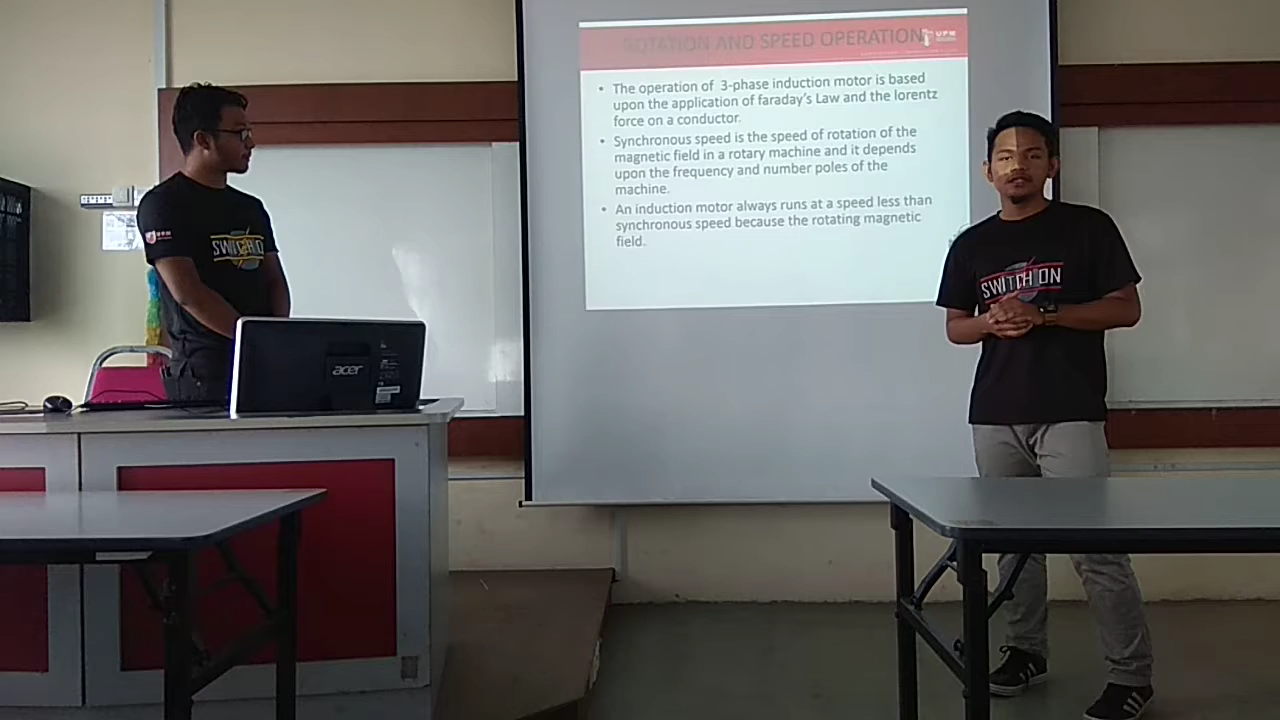 ROTATION AND SPEED OPERATION
UPM
• The operation of 3-phase induction motor is based
upon the application of faraday's Law and the lorentz
force on a conductor.
• Synchronous speed is the speed of rotation of the
magnetic field in a rotary machine and it depends
upon the frequency and number poles of the
machine.
• An induction motor always runs at a speed less than
synchronous speed because the rotating magnetic
field.
UPM
SWITCH O
SWITCH ON
acer